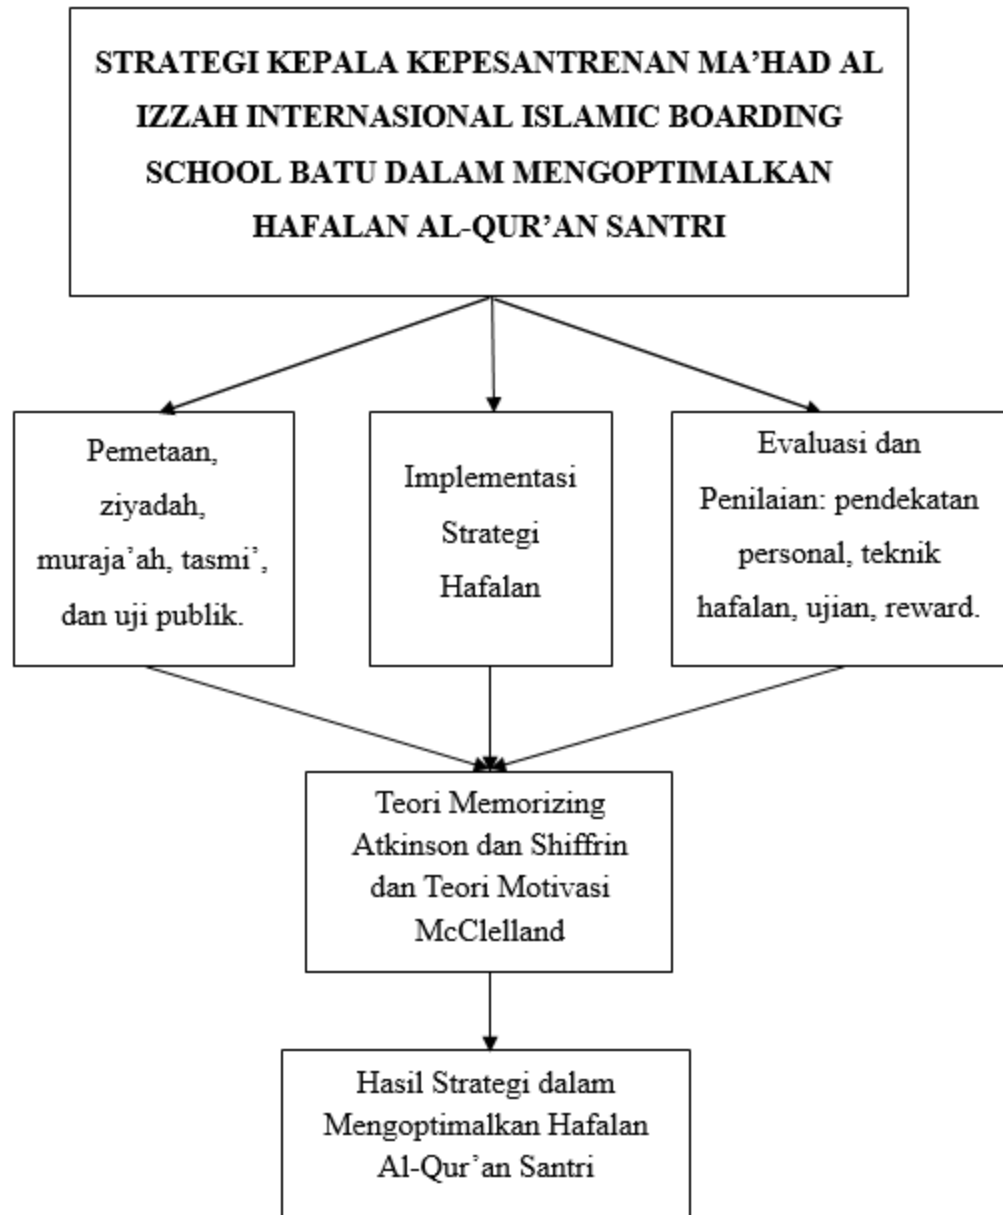 STRATEGI KEPALA KEPESANTRENAN MA’HAD AL
IZZAH INTERNASIONAL ISLAMIC BOARDING
SCHOOL BATU DALAM MENGOPTIMALKAN
HAFALAN AL-QUR’AN SANTRI
Pemetaan,
ziyadah,
muraja’ah, tasmi’,
dan uji publik.
Implementasi
Strategi
Hafalan
Evaluasi dan
Penilaian: pendekatan
personal, teknik
hafalan, ujian, reward.
Teori Memorizing
Atkinson dan Shiffrin
dan Teori Motivasi
McClelland
Hasil Strategi dalam
Mengoptimalkan Hafalan
Al-Qur’an Santri